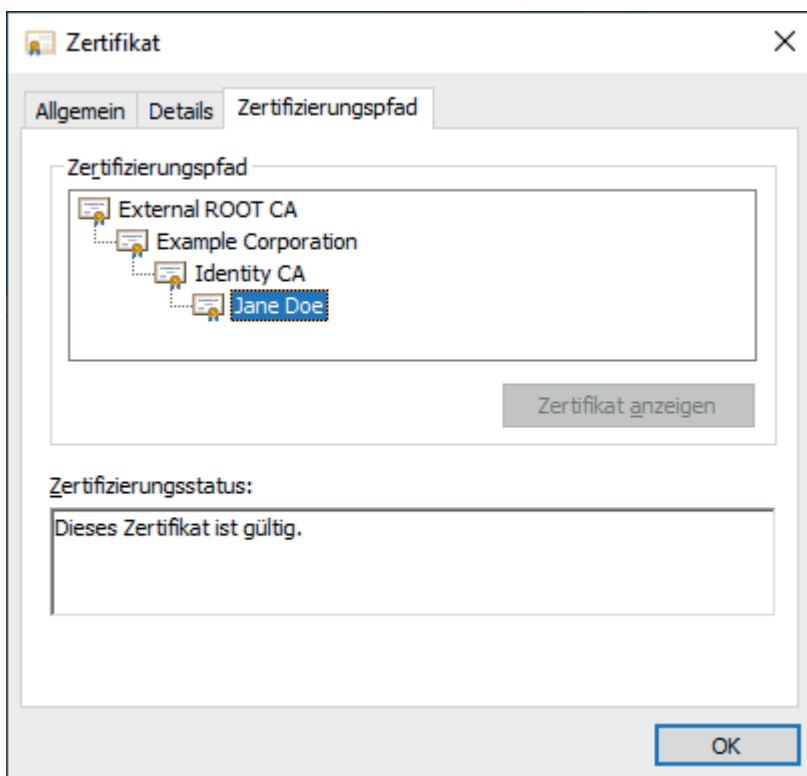 Zertifikat
Allgemein Details Zertifizierungspfad
Zertifizierungspfad
External ROOT CA
Example Corporation
Identity CA
Jane Doe
Zertifikat anzeigen
Zertifizierungsstatus:
Dieses Zertifikat ist gültig.
OK